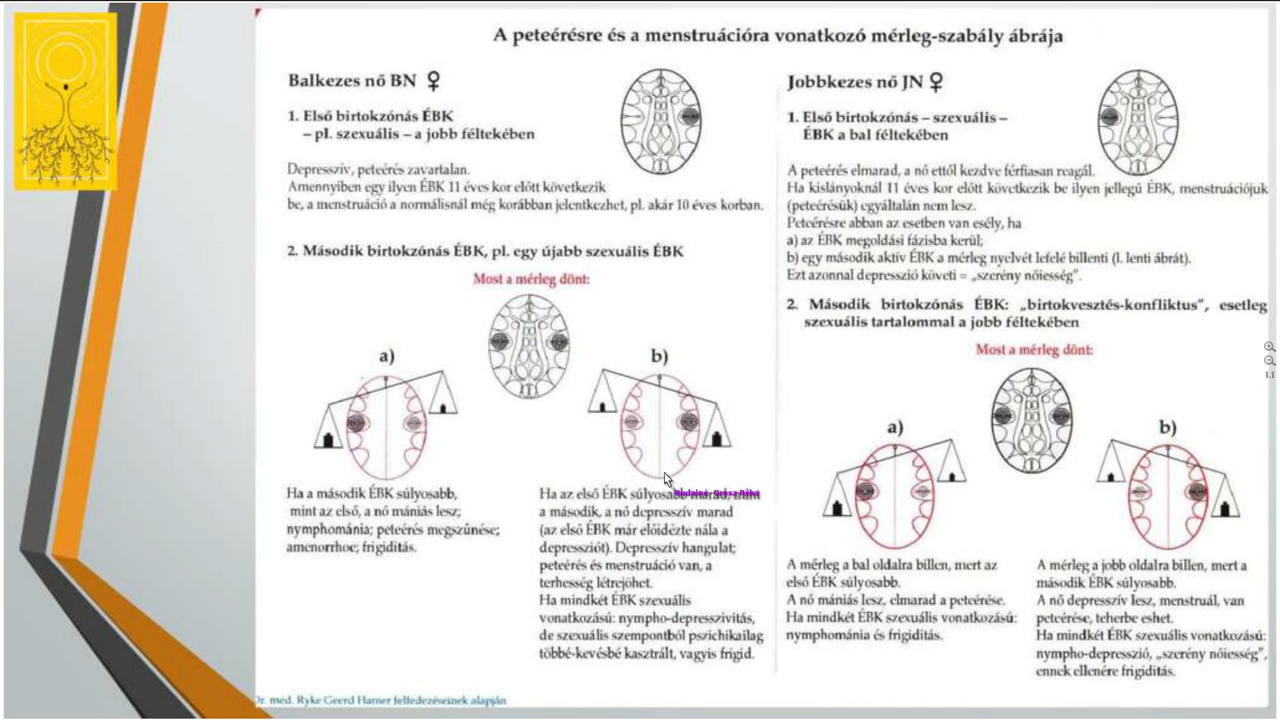 A peteérésre és a menstruációra vonatkozó mérleg-szabály ábrája
Balkezes nő BN ♀
1. Első birtokzónás ÉBK
– pl. szexuális – a jobb féltekében
Depresszív, peteérés zavartalan.
Amennyiben egy ilyen ÉBK 11 éves kor előtt következik
be, a menstruáció a normálisnál még korábban jelentkezhet, pl. akár 10 éves korban.
2. Második birtokzónás ÉBK, pl. egy újabb szexuális ÉBK
Most a mérleg dönt:
a)
b)
Ha a második ÉBK súlyosabb,
mint az első, a nő mániás lesz;
nymphománia; peteérés megszűnése;
amenorrhoe; frigiditás.
Ha az első ÉBK súlyosabb marad, mint
a második, a nő depresszív marad
(az első ÉBK már előidézte nála a
depressziót). Depresszív hangulat;
peteérés és menstruáció van, a
terhesség létrejöhet.
Ha mindkét ÉBK szexuális
vonatkozású: nympho-depresszivitás,
de szexuális szempontból pszichikailag
többé-kevésbé kasztrált, vagyis frigid.
Jobbkezes nő JN ♀
1. Első birtokzónás – szexuális –
ÉBK a bal féltekében
A peteérés elmarad, a nő ettől kezdve férfiasan reagál.
Ha kislányoknál 11 éves kor előtt következik be ilyen jellegű ÉBK, menstruációjuk
(peteérésük) egyáltalán nem lesz.
Peteérésre abban az esetben van esély, ha
a) az ÉBK megoldási fázisba kerül;
b) egy második aktív ÉBK a mérleg nyelvét lefelé billenti (l. lenti ábrát).
Ezt azonnal depresszió követi = „szerény nőiesség”.
2. Második birtokzónás ÉBK: „birtokvesztés-konfliktus”, esetleg
szexuális tartalommal a jobb féltekében
Most a mérleg dönt:
a)
b)
A mérleg a bal oldalra billen, mert az
első ÉBK súlyosabb.
A nő mániás lesz, elmarad a peteérése.
Ha mindkét ÉBK szexuális vonatkozású:
nymphománia és frigiditás.
A mérleg a jobb oldalra billen, mert a
második ÉBK súlyosabb.
A nő depresszív lesz, menstruál, van
peteérése, teherbe eshet.
Ha mindkét ÉBK szexuális vonatkozású:
nympho-depresszió, „szerény nőiesség”,
ennek ellenére frigiditás.
Dr. med. Ryke Geerd Hamer felfedezéseinek alapján
1:1